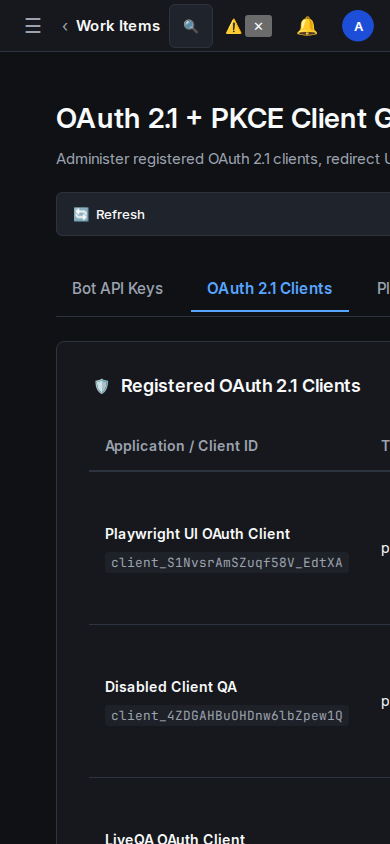 Work Items
OAuth 2.1 + PKCE Client G
Administer registered OAuth 2.1 clients, redirect U
Refresh
Bot API Keys
OAuth 2.1 Clients
Pl
Registered OAuth 2.1 Clients
Application / Client ID
T
Playwright UI OAuth Client
client_S1NvsrAmSZuqf58V_EdtXA
p
Disabled Client QA
client_4ZDGAHBuOHDnw6lbZpew1Q
p
LiveQA OAuth Client
A